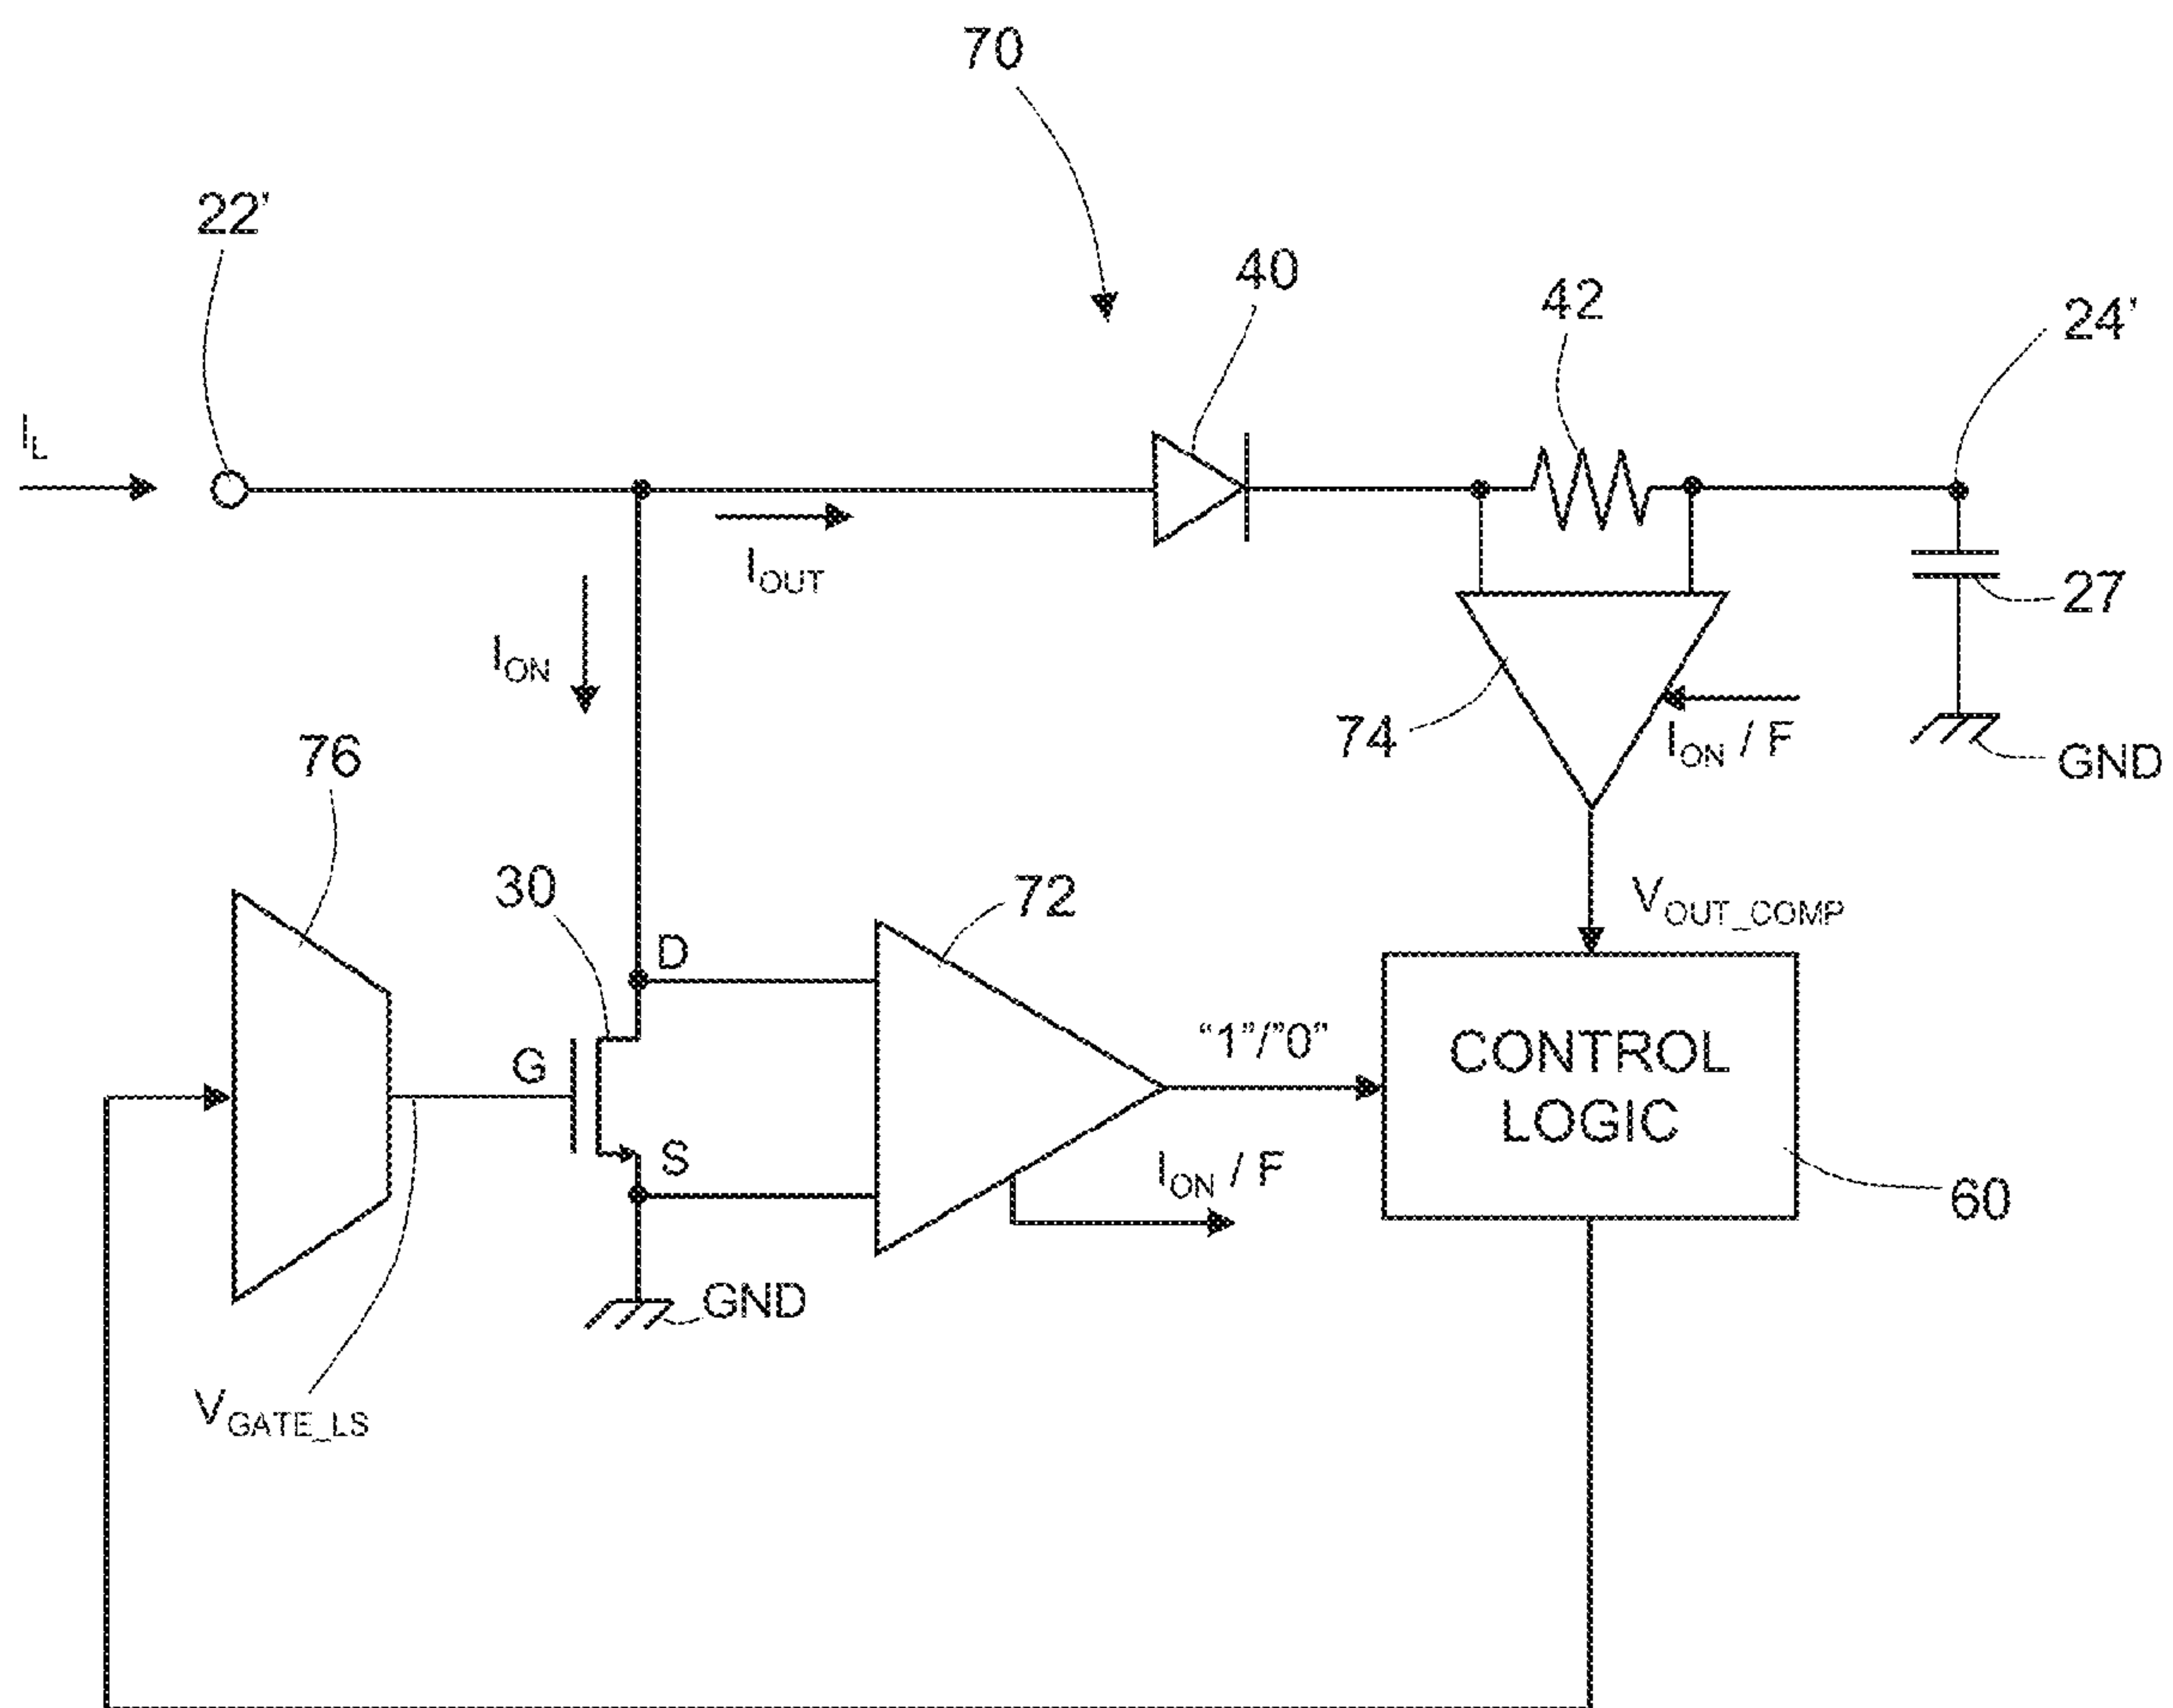 70
22'
40
42
24'
I_L
I_OUT
27
I_ON
74
I_ON / F
GND
76
30
72
V_OUT_COMP
D
"1"/"0"
CONTROL
LOGIC
G
S
I_ON / F
60
GND
V_GATE_LS